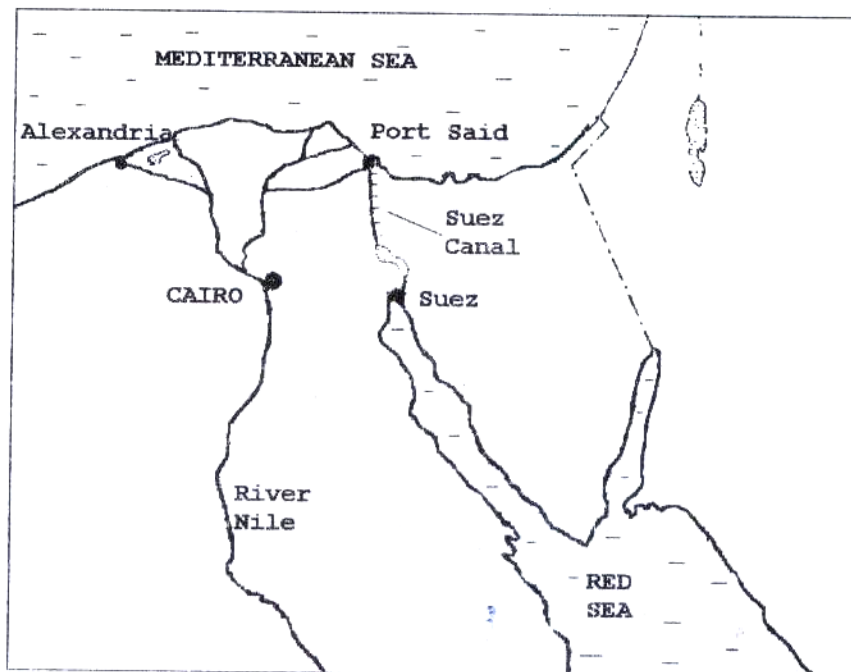 MEDITERRANEAN SEA
Alexandria
Port Said
Suez
Canal
CAIRO
Suez
River
Nile
RED
SEA